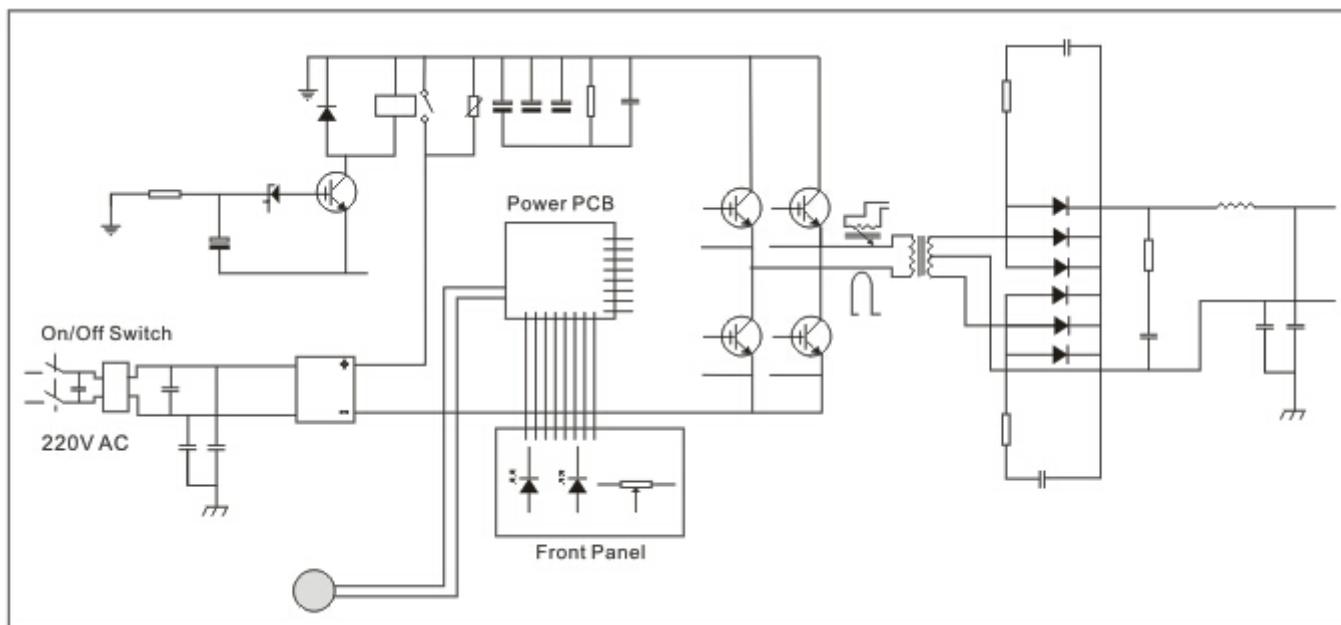 Power PCB
On/Off Switch
220V AC
+
-
Front Panel